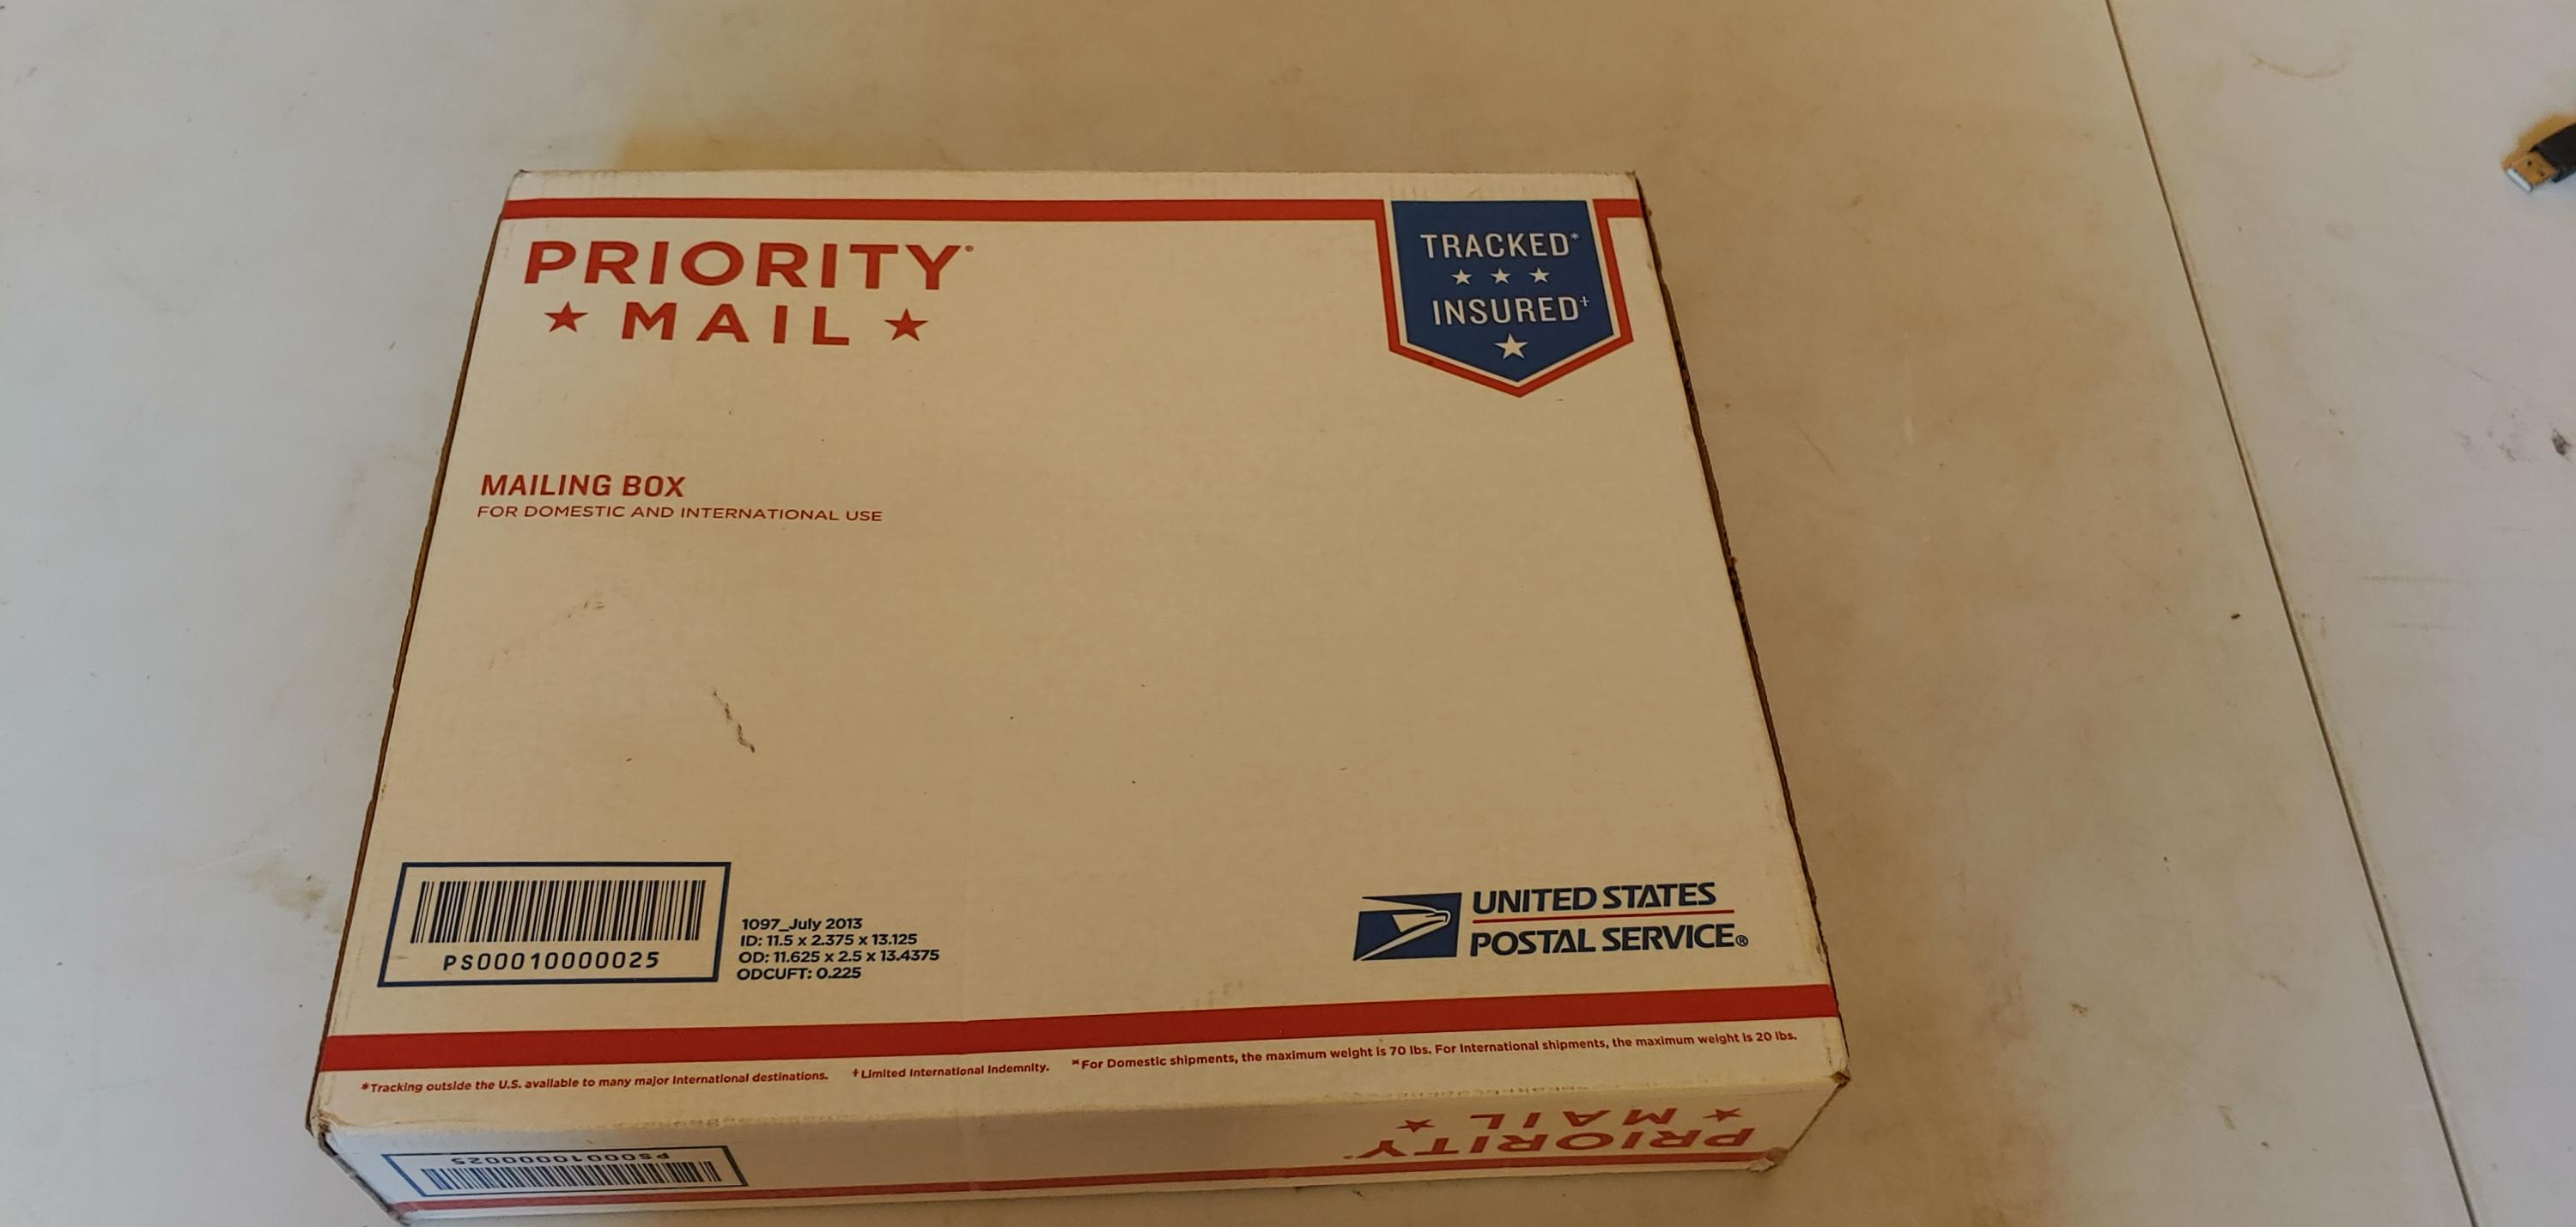 PRIORITY®
★ MAIL ★
TRACKED*
★ ★ ★
INSURED+
★
MAILING BOX
FOR DOMESTIC AND INTERNATIONAL USE
PS00010000025
1097_July 2013
ID: 11.5 x 2.375 x 13.125
OD: 11.625 x 2.5 x 13.4375
ODCUFT: 0.225
UNITED STATES
POSTAL SERVICE®
*Tracking outside the U.S. available to many major international destinations. +Limited International Indemnity. ×For Domestic shipments, the maximum weight is 70 lbs. For International shipments, the maximum weight is 20 lbs.
PRIORITY®
★ MAIL ★
PS00010000025